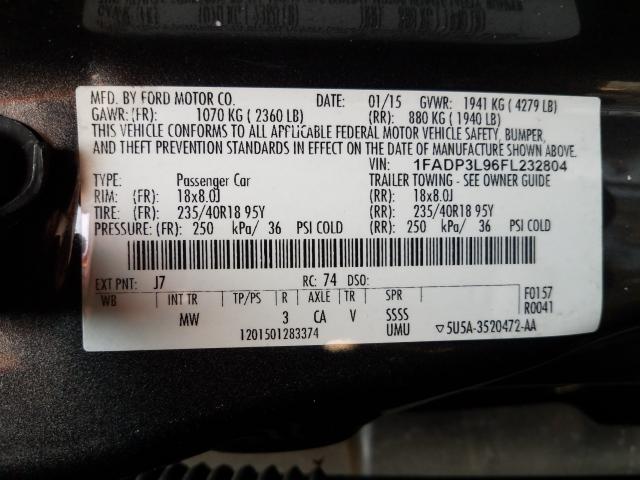 MFD. BY FORD MOTOR CO. DATE: 01/15 GVWR: 1941 KG ( 4279 LB)
GAWR: (FR): 1070 KG ( 2360 LB) (RR): 880 KG ( 1940 LB)
THIS VEHICLE CONFORMS TO ALL APPLICABLE FEDERAL MOTOR VEHICLE SAFETY, BUMPER,
AND THEFT PREVENTION STANDARDS IN EFFECT ON THE DATE OF MANUFACTURE SHOWN ABOVE.
VIN: 1FADP3L96FL232804
TYPE: Passenger Car TRAILER TOWING - SEE OWNER GUIDE
RIM: (FR): 18x8.0J (RR): 18x8.0J
TIRE: (FR): 235/40R18 95Y (RR): 235/40R18 95Y
PRESSURE: (FR): 250 kPa/ 36 PSI COLD (RR): 250 kPa/ 36 PSI COLD
EXT PNT: J7 RC: 74 DSO: F0157
WB INT TR TP/PS R AXLE TR SPR R0041
MW 3 CA V SSSS
1201501283374 UMU ▽5U5A-3520472-AA